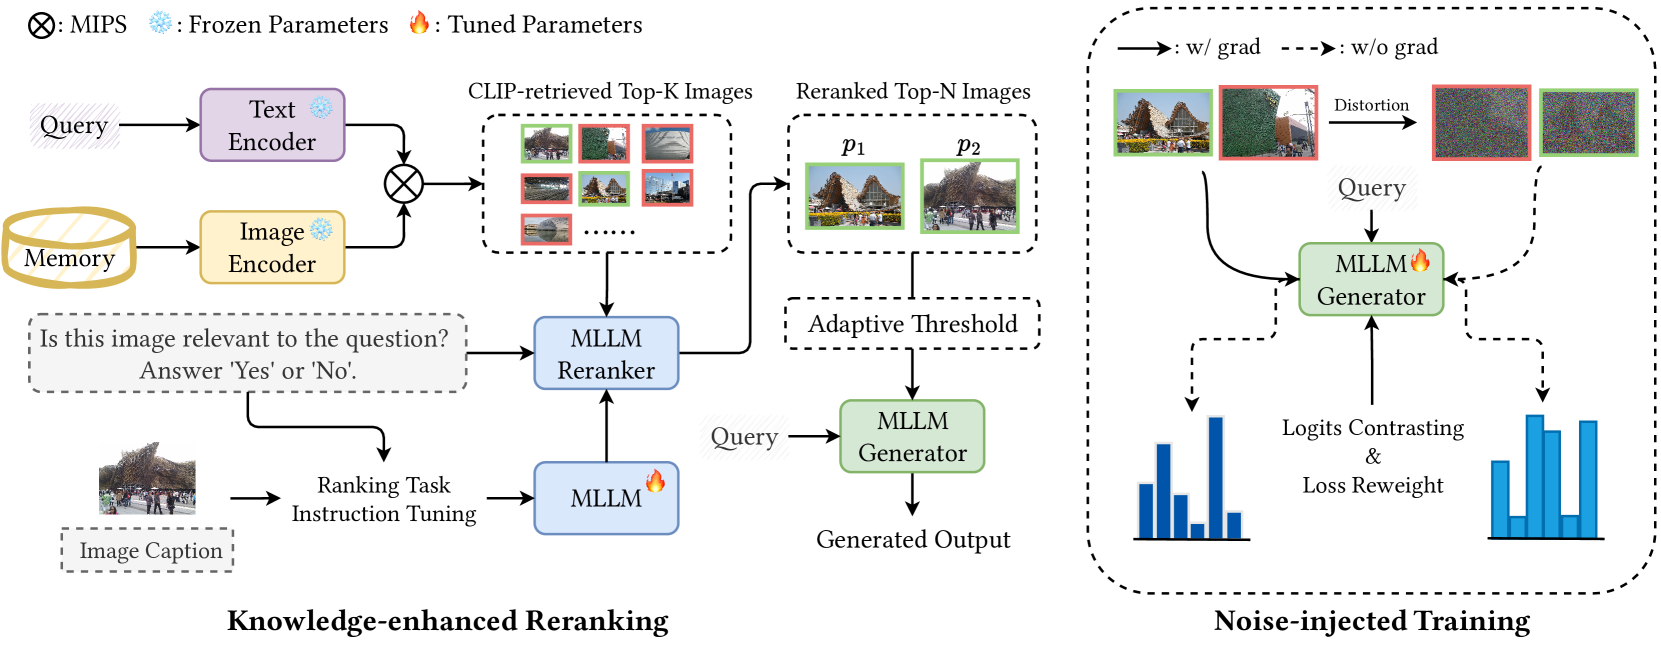 : MIPS : Frozen Parameters : Tuned Parameters
Query
Text
Encoder
Memory
Image
Encoder
CLIP-retrieved Top-K Images
......
Reranked Top-N Images
p1 p2
Is this image relevant to the question?
Answer 'Yes' or 'No'.
MLLM
Reranker
Adaptive Threshold
Image Caption
Ranking Task
Instruction Tuning
MLLM
Query
MLLM
Generator
Generated Output
Knowledge-enhanced Reranking
: w/ grad : w/o grad
Distortion
Query
MLLM
Generator
Logits Contrasting
&
Loss Reweight
Noise-injected Training